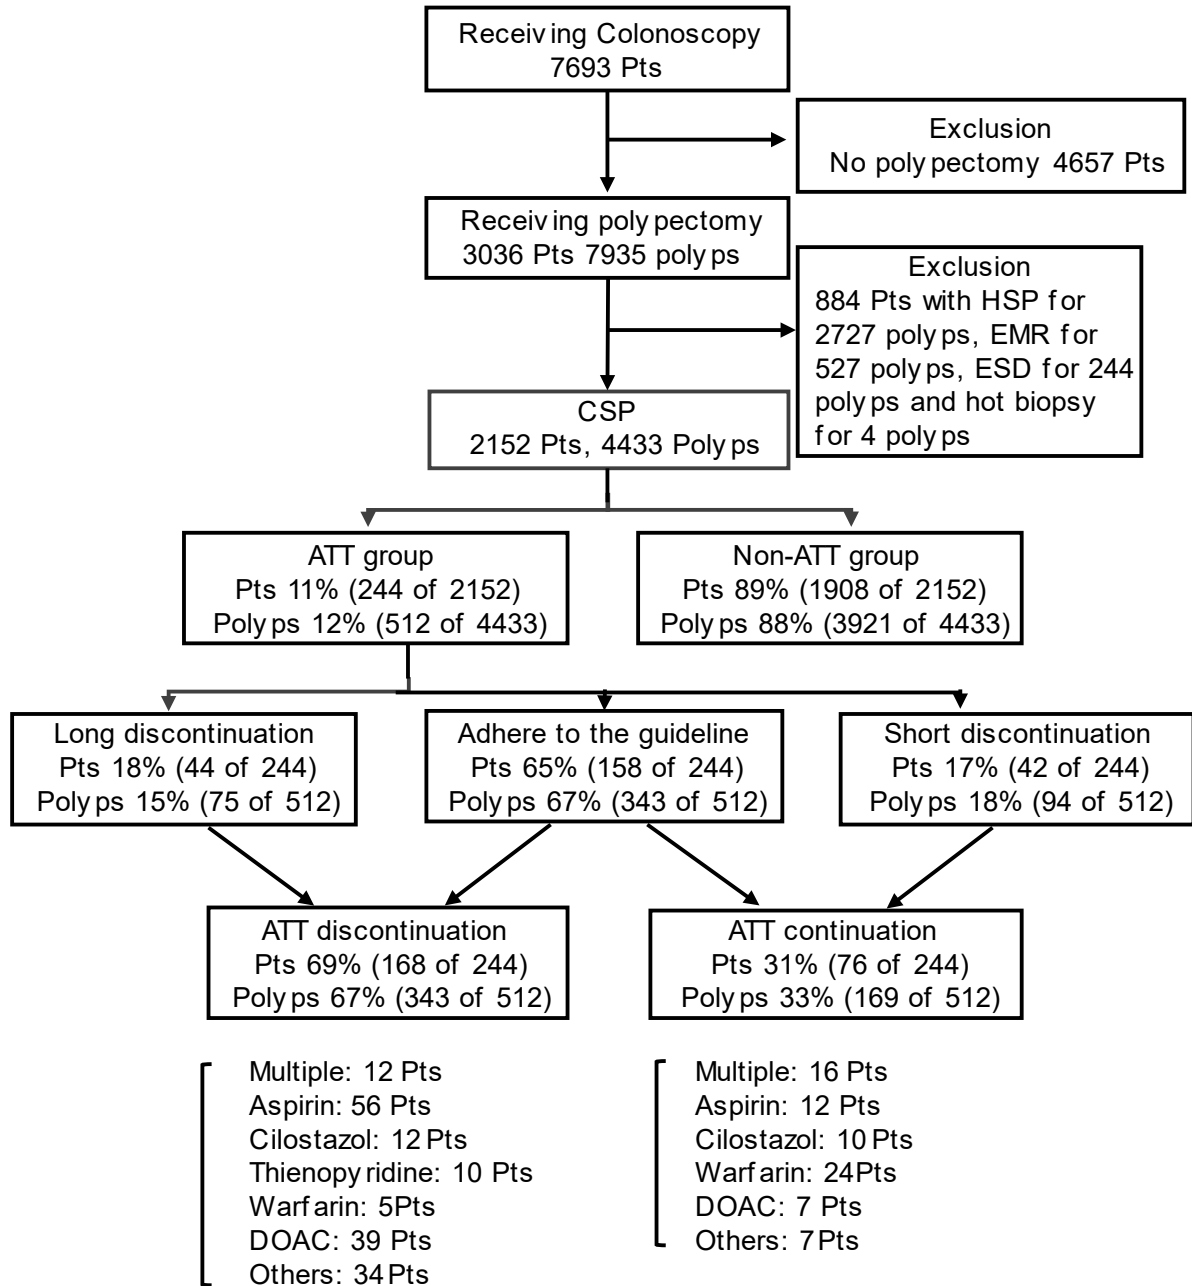 Receiving Colonoscopy
7693 Pts
Exclusion
No polypectomy 4657 Pts
Receiving polypectomy
3036 Pts 7935 polyps
Exclusion
884 Pts with HSP for
2727 polyps, EMR for
527 polyps, ESD for 244
polyps and hot biopsy
for 4 polyps
CSP
2152 Pts, 4433 Polyps
ATT group
Pts 11% (244 of 2152)
Polyps 12% (512 of 4433)
Non-ATT group
Pts 89% (1908 of 2152)
Polyps 88% (3921 of 4433)
Long discontinuation
Pts 18% (44 of 244)
Polyps 15% (75 of 512)
Adhere to the guideline
Pts 65% (158 of 244)
Polyps 67% (343 of 512)
Short discontinuation
Pts 17% (42 of 244)
Polyps 18% (94 of 512)
ATT discontinuation
Pts 69% (168 of 244)
Polyps 67% (343 of 512)
ATT continuation
Pts 31% (76 of 244)
Polyps 33% (169 of 512)
Multiple: 12 Pts
Aspirin: 56 Pts
Cilostazol: 12 Pts
Thienopyridine: 10 Pts
Warfarin: 5Pts
DOAC: 39 Pts
Others: 34 Pts
Multiple: 16 Pts
Aspirin: 12 Pts
Cilostazol: 10 Pts
Warfarin: 24Pts
DOAC: 7 Pts
Others: 7Pts